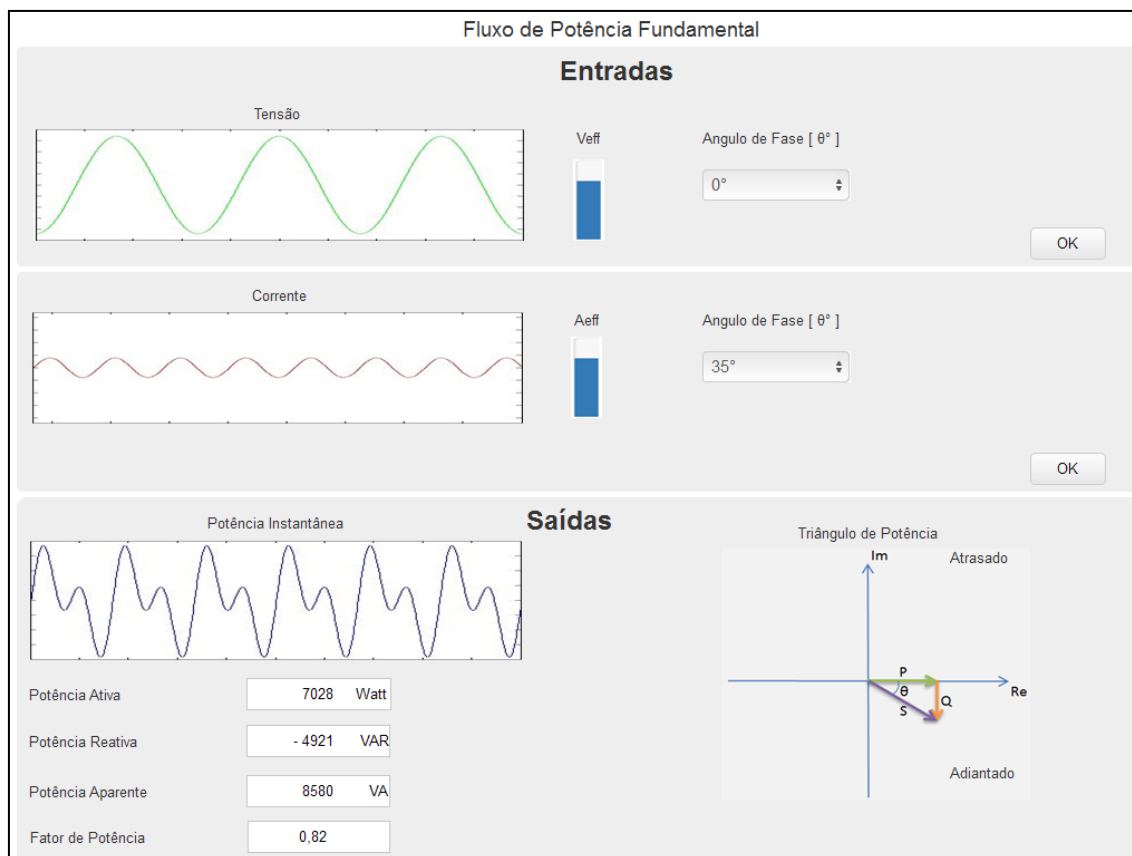 Fluxo de Potência Fundamental
Entradas
Tensão
Veff
Angulo de Fase [ θ° ]
0°
OK
Corrente
Aeff
Angulo de Fase [ θ° ]
35°
OK
Saídas
Potência Instantânea
Triângulo de Potência
Im
Atrasado
P
θ
S
Q
Re
Adiantado
Potência Ativa
7028 Watt
Potência Reativa
- 4921 VAR
Potência Aparente
8580 VA
Fator de Potência
0,82